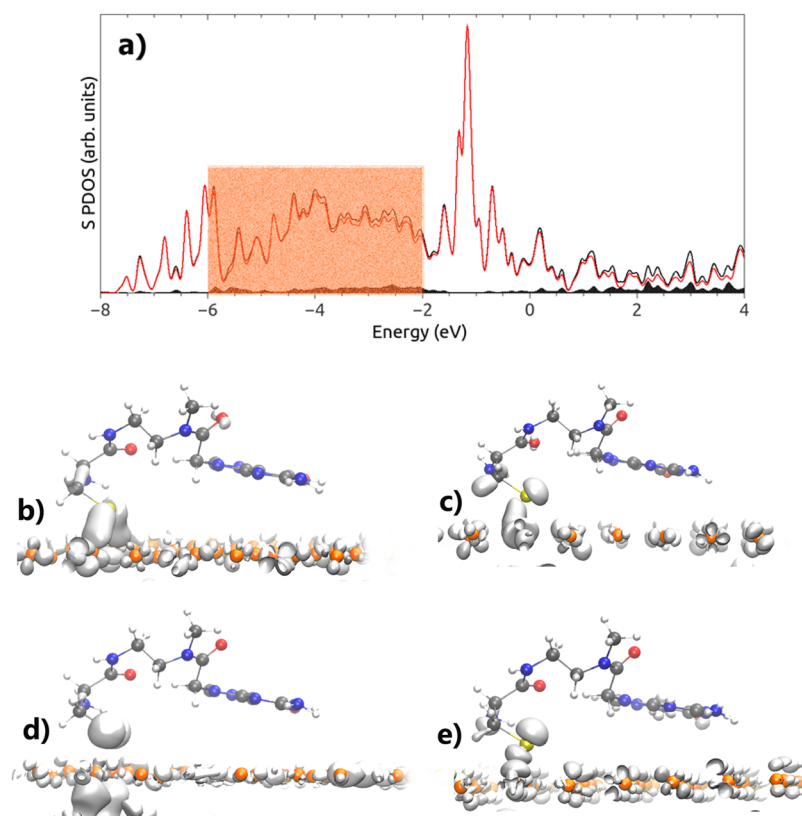 a)
S PDOS (arb. units)
−8 −6 −4 −2 0 2 4
Energy (eV)
b)
c)
d)
e)